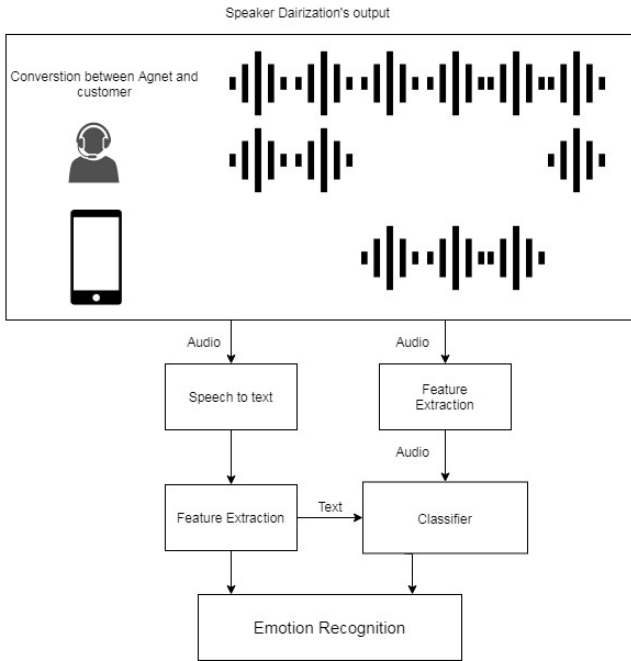 Speaker Dairization's output
Converstion between Agnet and
customer
Audio
Audio
Speech to text
Feature
Extraction
Audio
Feature Extraction
Text
Classifier
Emotion Recognition